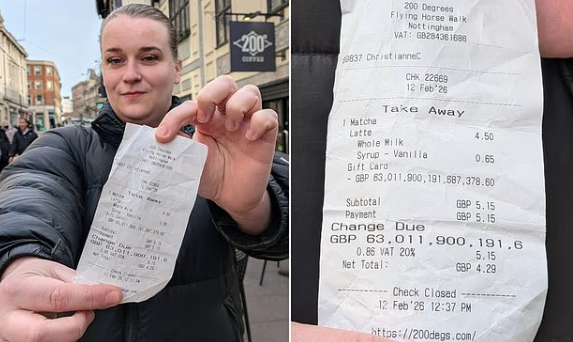 200°
COFFEE
200 Degrees
Flying Horse Walk
Nottingham
VAT: GB284361686
69837 ChristianneC
CHK 22669
12 Feb'26
Take Away
1 Matcha
Latte 4.50
Whole Milk
Syrup - Vanilla 0.65
Gift Card
- GBP 63,011,900,191,687,378.60
Subtotal GBP 5.15
Payment GBP 5.15
Change Due
GBP 63,011,900,191.6
0.86 VAT 20% 5.15
Net Total: GBP 4.29
Check Closed
12 Feb'26 12:37 PM
https://200degs.com/